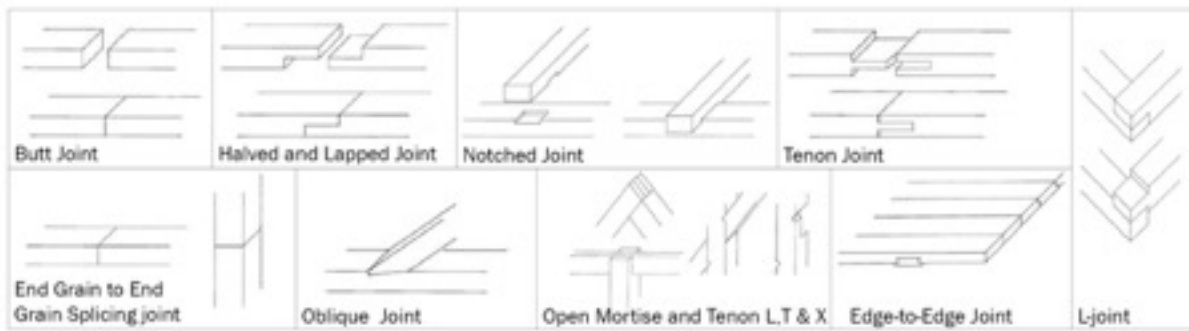 Butt Joint
Halved and Lapped Joint
Notched Joint
Tenon Joint
End Grain to End
Grain Splicing joint
Oblique Joint
Open Mortise and Tenon L,T & X
Edge-to-Edge Joint
L-joint